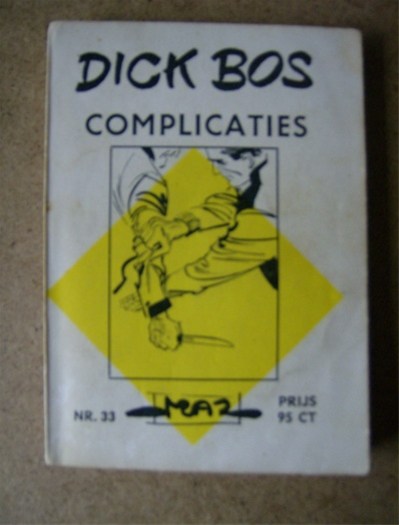 DICK BOS
COMPLICATIES
MAZ
NR. 33
PRIJS
95 CT